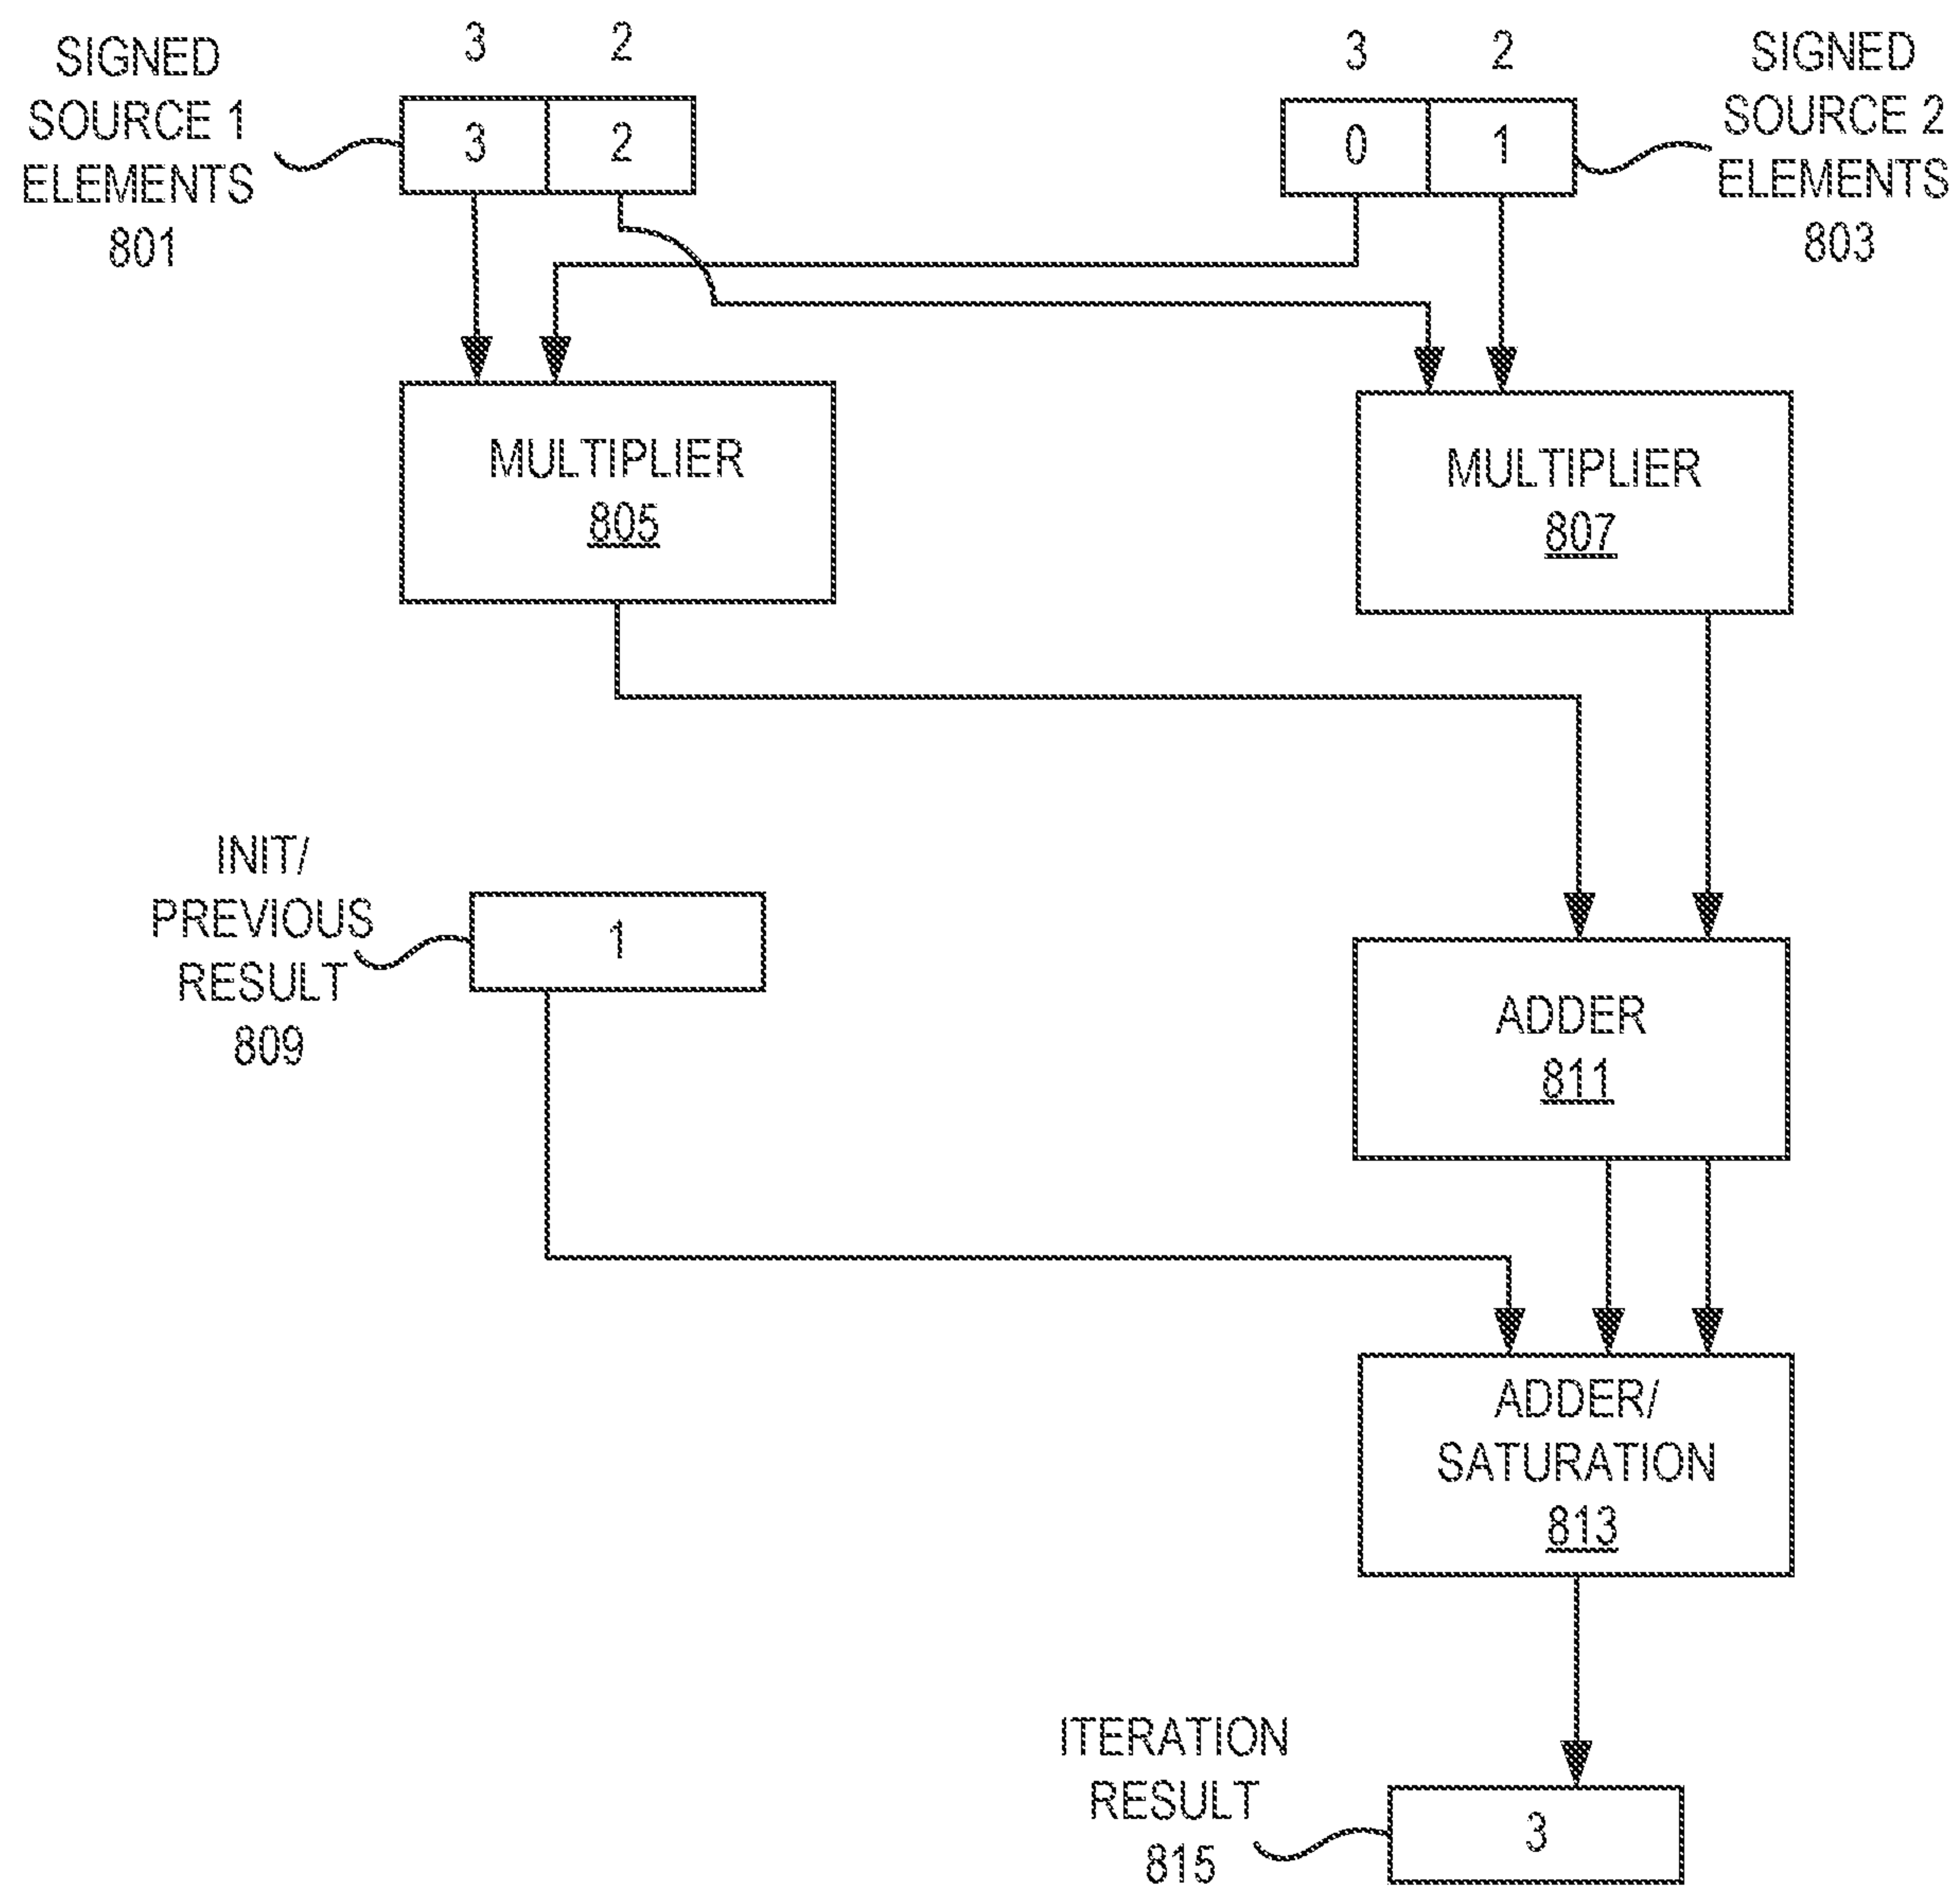 SIGNED
SOURCE 1
ELEMENTS
801
3 2
3 2
3 2
0 1
SIGNED
SOURCE 2
ELEMENTS
803
MULTIPLIER
805
MULTIPLIER
807
INIT/
PREVIOUS
RESULT
809
1
ADDER
811
ADDER/
SATURATION
813
ITERATION
RESULT
815
3